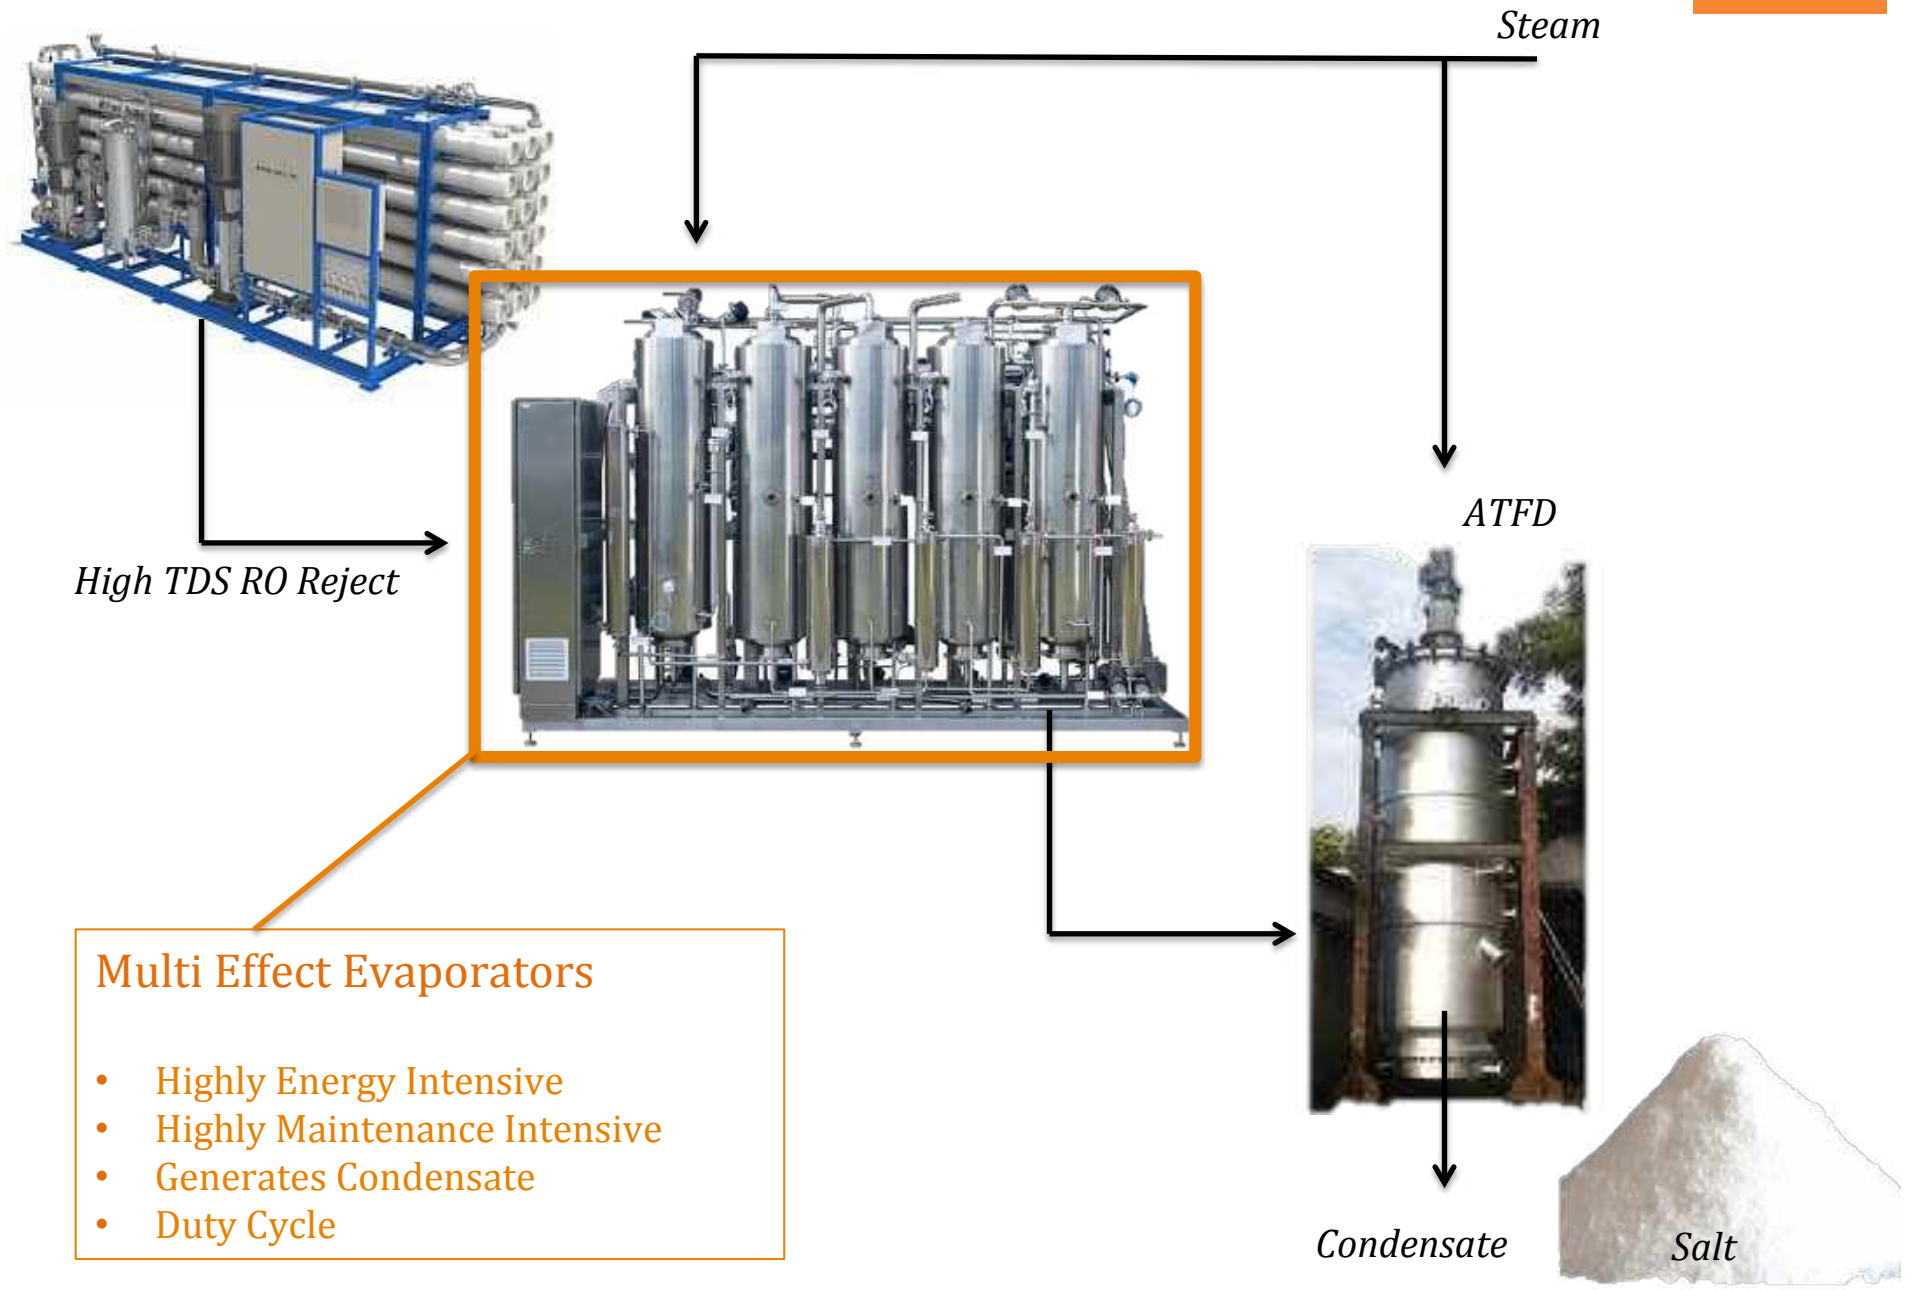 Steam
ATFD
High TDS RO Reject
Multi Effect Evaporators
• Highly Energy Intensive
• Highly Maintenance Intensive
• Generates Condensate
• Duty Cycle
Condensate
Salt